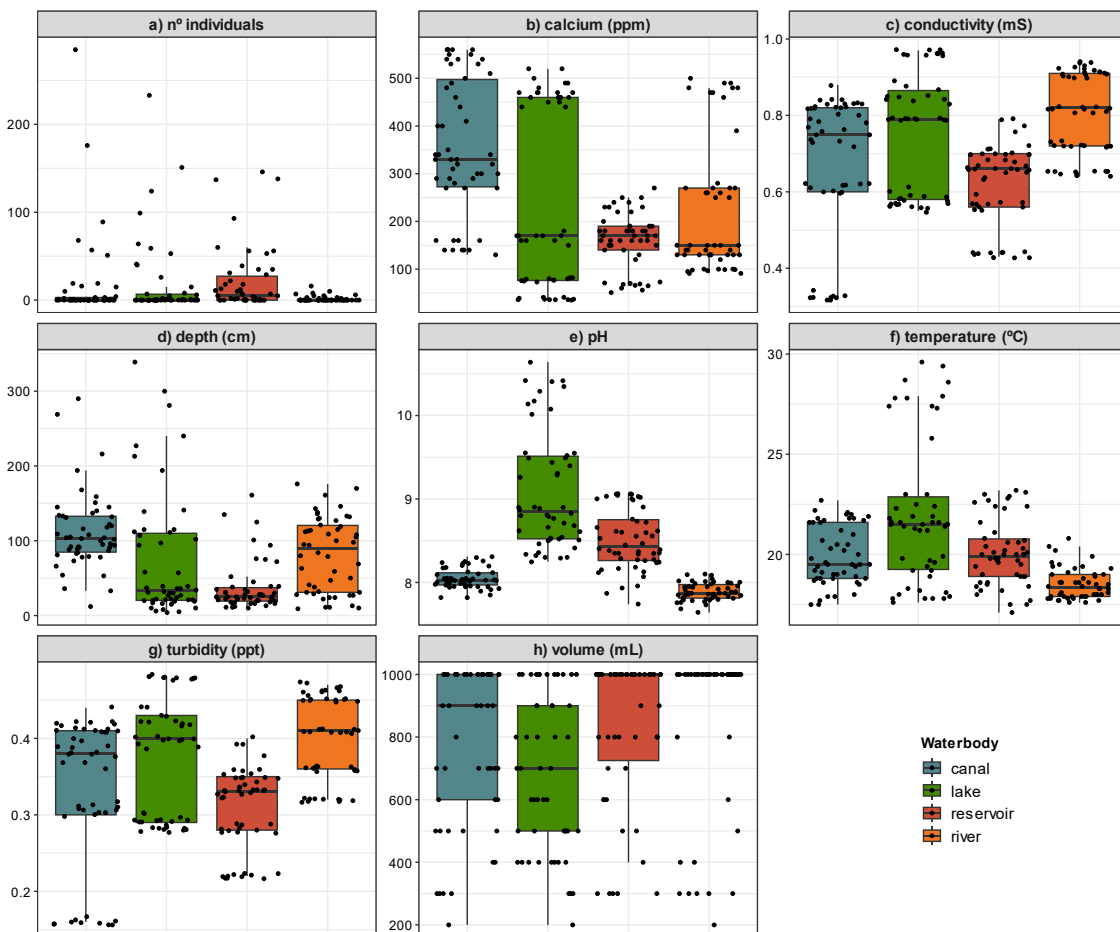 a) nº individuals
b) calcium (ppm)
c) conductivity (mS)
200
100
0
500
400
300
200
100
1.0
0.8
0.6
0.4
d) depth (cm)
e) pH
f) temperature (ºC)
300
200
100
0
10
9
8
30
20
g) turbidity (ppt)
h) volume (mL)
0.4
0.3
0.2
1000
800
600
400
200
Waterbody
canal
lake
reservoir
river